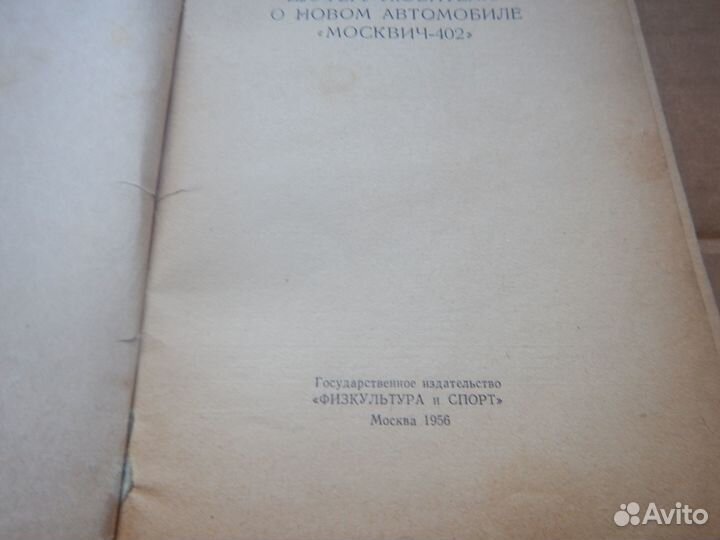 О НОВОМ АВТОМОБИЛЕ
«МОСКВИЧ-402»
Государственное издательство
«ФИЗКУЛЬТУРА и СПОРТ»
Москва 1956
Avito